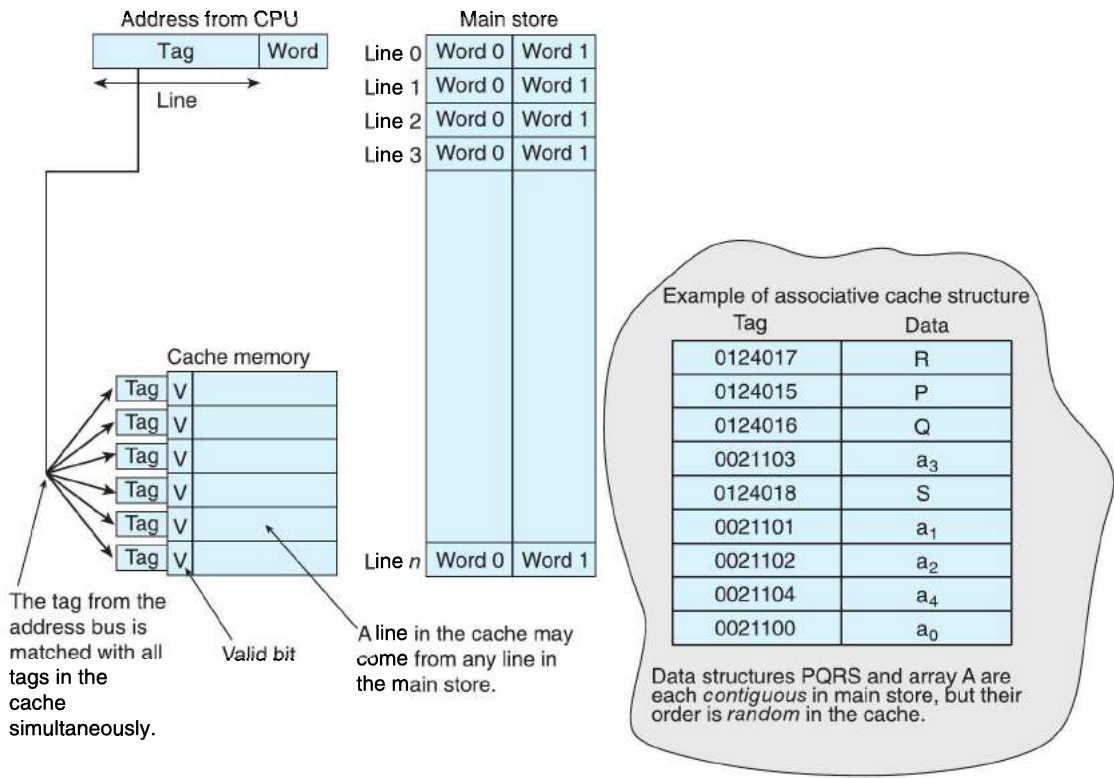 Address from CPU
Tag Word
Line
Main store
Line 0 Word 0 Word 1
Line 1 Word 0 Word 1
Line 2 Word 0 Word 1
Line 3 Word 0 Word 1
Line n Word 0 Word 1
Cache memory
Tag V
Tag V
Tag V
Tag V
Tag V
Tag V
The tag from the
address bus is
matched with all
tags in the
cache
simultaneously.
Valid bit
A line in the cache may
come from any line in
the main store.
Example of associative cache structure
Tag Data
0124017 R
0124015 P
0124016 Q
0021103 a₃
0124018 S
0021101 a₁
0021102 a₂
0021104 a₄
0021100 a₀
Data structures PQRS and array A are
each contiguous in main store, but their
order is random in the cache.